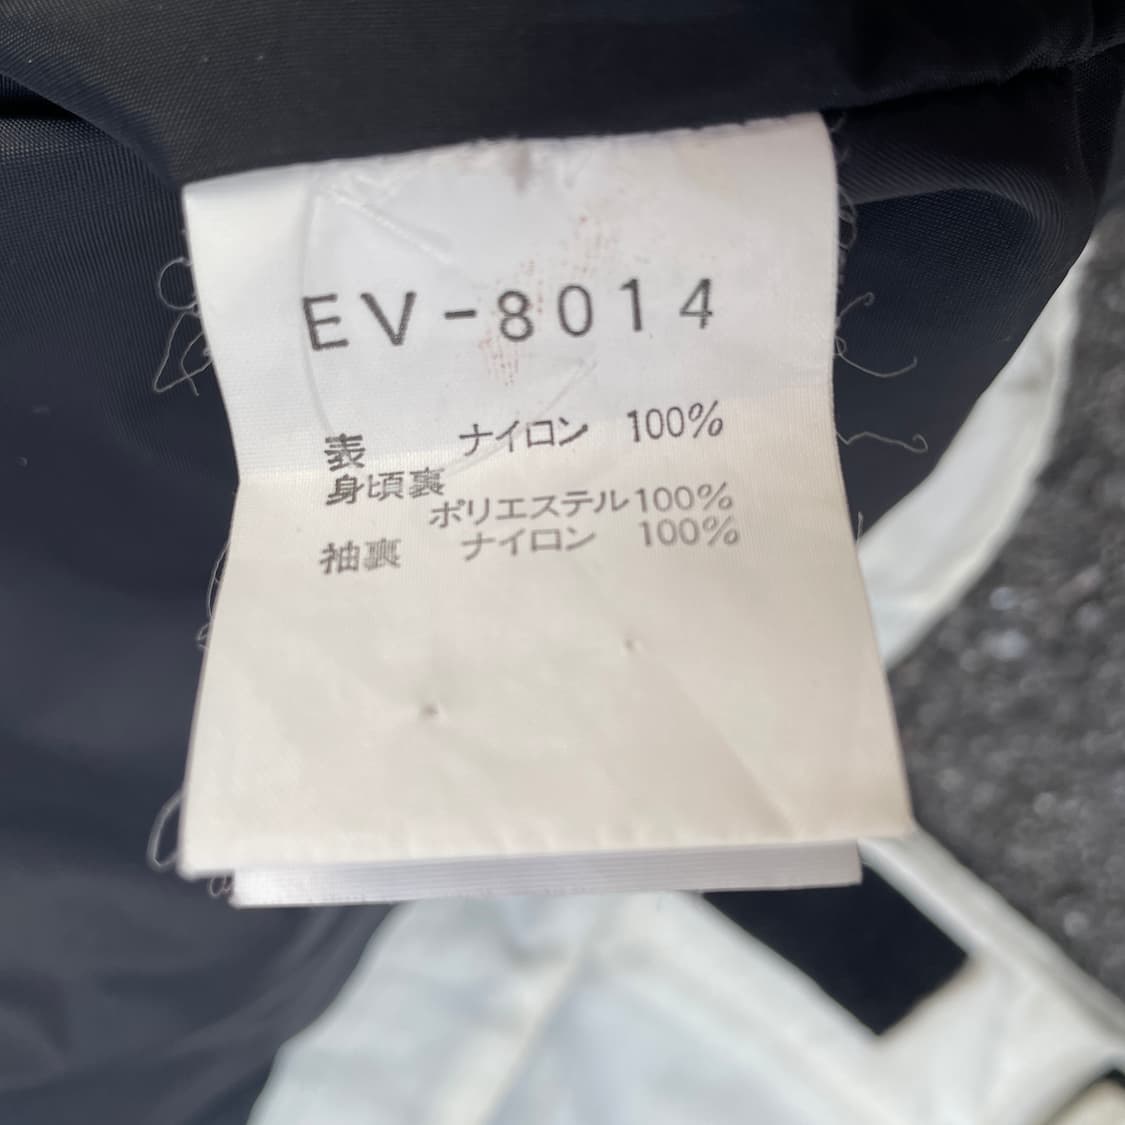 EV-8014
表 ナイロン 100%
身頃裏
ポリエステル100%
袖裏 ナイロン 100%